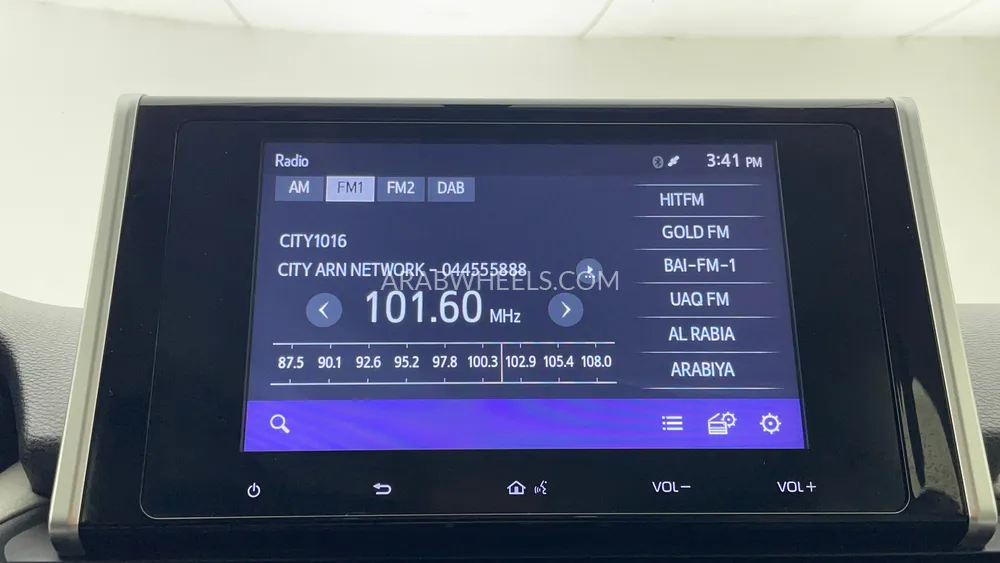 Radio
3:41 PM
AM FM1 FM2 DAB
CITY1016
CITY ARN NETWORK - 044555888
101.60 MHz
87.5 90.1 92.6 95.2 97.8 100.3 102.9 105.4 108.0
HITFM
GOLD FM
BAI-FM-1
UAQ FM
AL RABIA
ARABIYA
ARABWHEELS.COM
VOL- VOL+